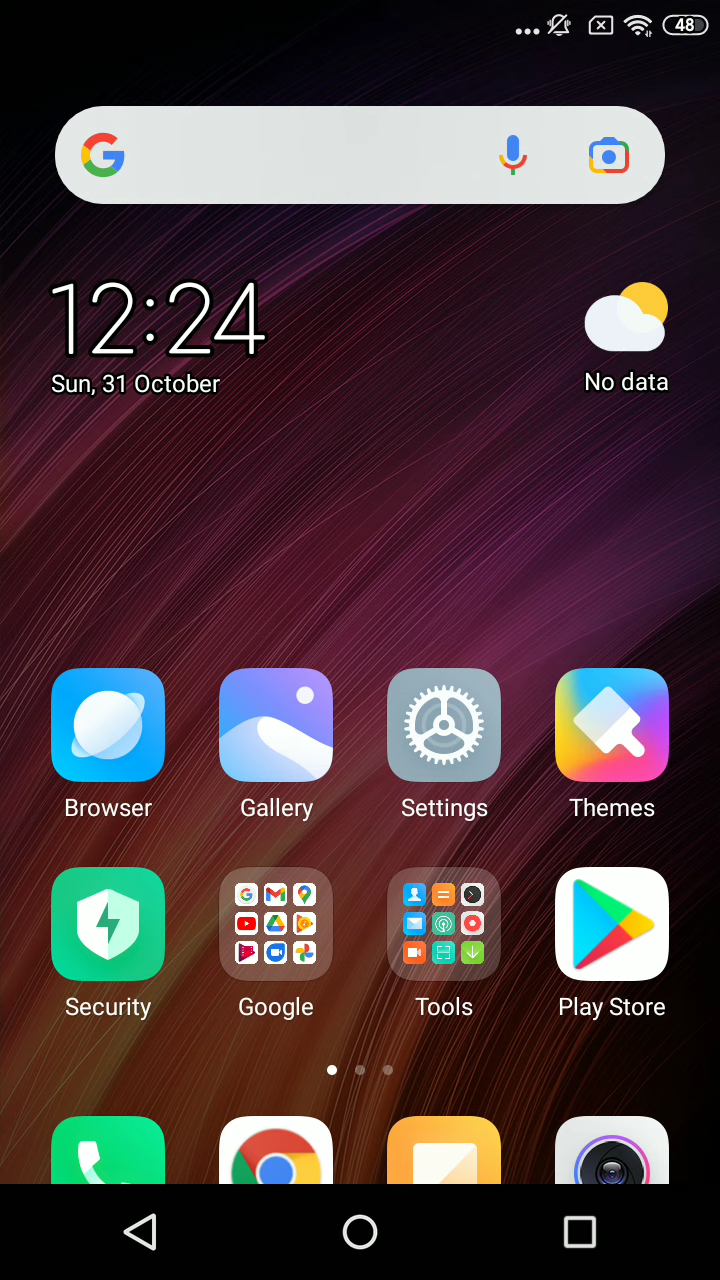 48
12:24
Sun, 31 October
No data
Browser
Gallery
Settings
Themes
Security
Google
Tools
Play Store